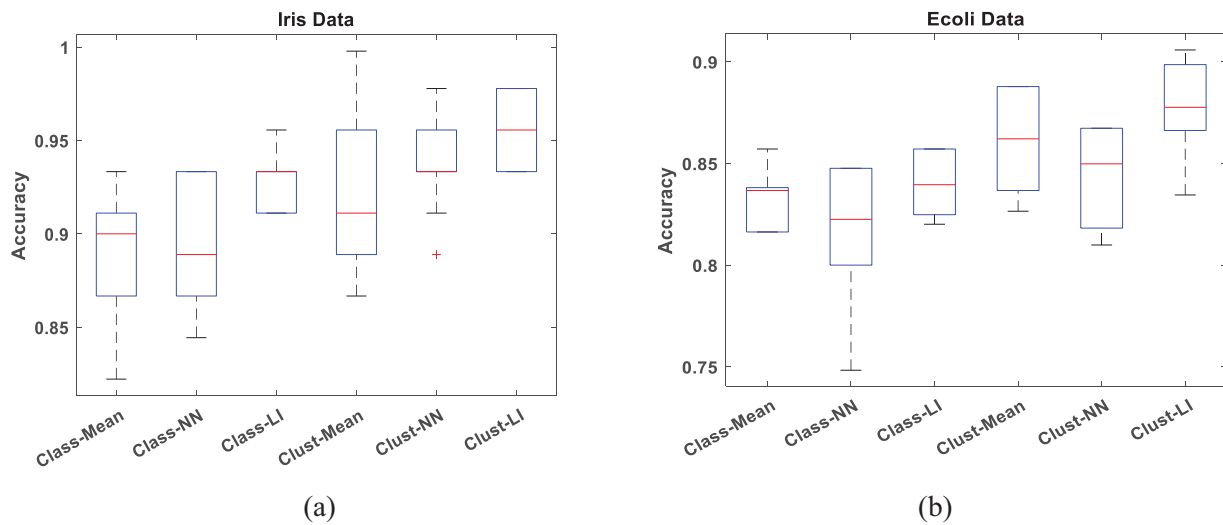 Iris Data
Accuracy
1
0.95
0.9
0.85
Class-Mean
Class-NN
Class-LI
Clust-Mean
Clust-NN
Clust-LI
(a)
Ecoli Data
Accuracy
0.9
0.85
0.8
0.75
Class-Mean
Class-NN
Class-LI
Clust-Mean
Clust-NN
Clust-LI
(b)